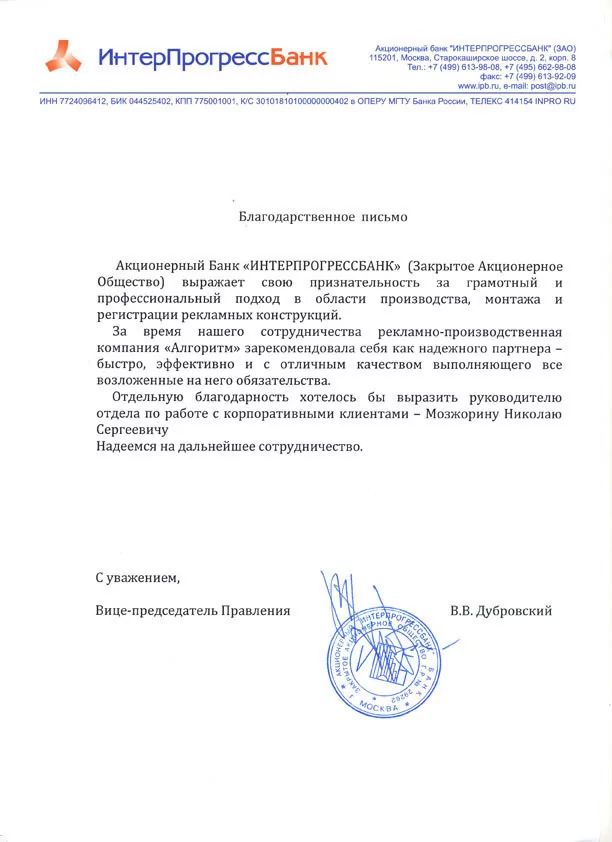 ИнтерПрогрессБанк
Акционерный банк "ИНТЕРПРОГРЕССБАНК" (ЗАО)
115201, Москва, Старокаширское шоссе, д. 2, корп. 8
Тел.: +7 (499) 613-98-08, +7 (495) 662-98-08
факс: +7 (499) 613-92-09
www.ipb.ru, e-mail: post@ipb.ru
ИНН 7724096412, БИК 044525402, КПП 775001001, К/С 30101810100000000402 в ОПЕРУ МГТУ Банка России, ТЕЛЕКС 414154 INPRO RU
Благодарственное письмо
Акционерный Банк «ИНТЕРПРОГРЕССБАНК» (Закрытое Акционерное
Общество) выражает свою признательность за грамотный и
профессиональный подход в области производства, монтажа и
регистрации рекламных конструкций.
За время нашего сотрудничества рекламно-производственная
компания «Алгоритм» зарекомендовала себя как надежного партнера –
быстро, эффективно и с отличным качеством выполняющего все
возложенные на него обязательства.
Отдельную благодарность хотелось бы выразить руководителю
отдела по работе с корпоративными клиентами – Мозжорину Николаю
Сергеевичу
Надеемся на дальнейшее сотрудничество.
С уважением,
Вице-председатель Правления
В.В. Дубровский
АКЦИОНЕРНЫЙ "ИНТЕРПРОГРЕССБАНК" БАНК
ЗАКРЫТОЕ АКЦИОНЕРНОЕ ОБЩЕСТВО
* Г. МОСКВА *